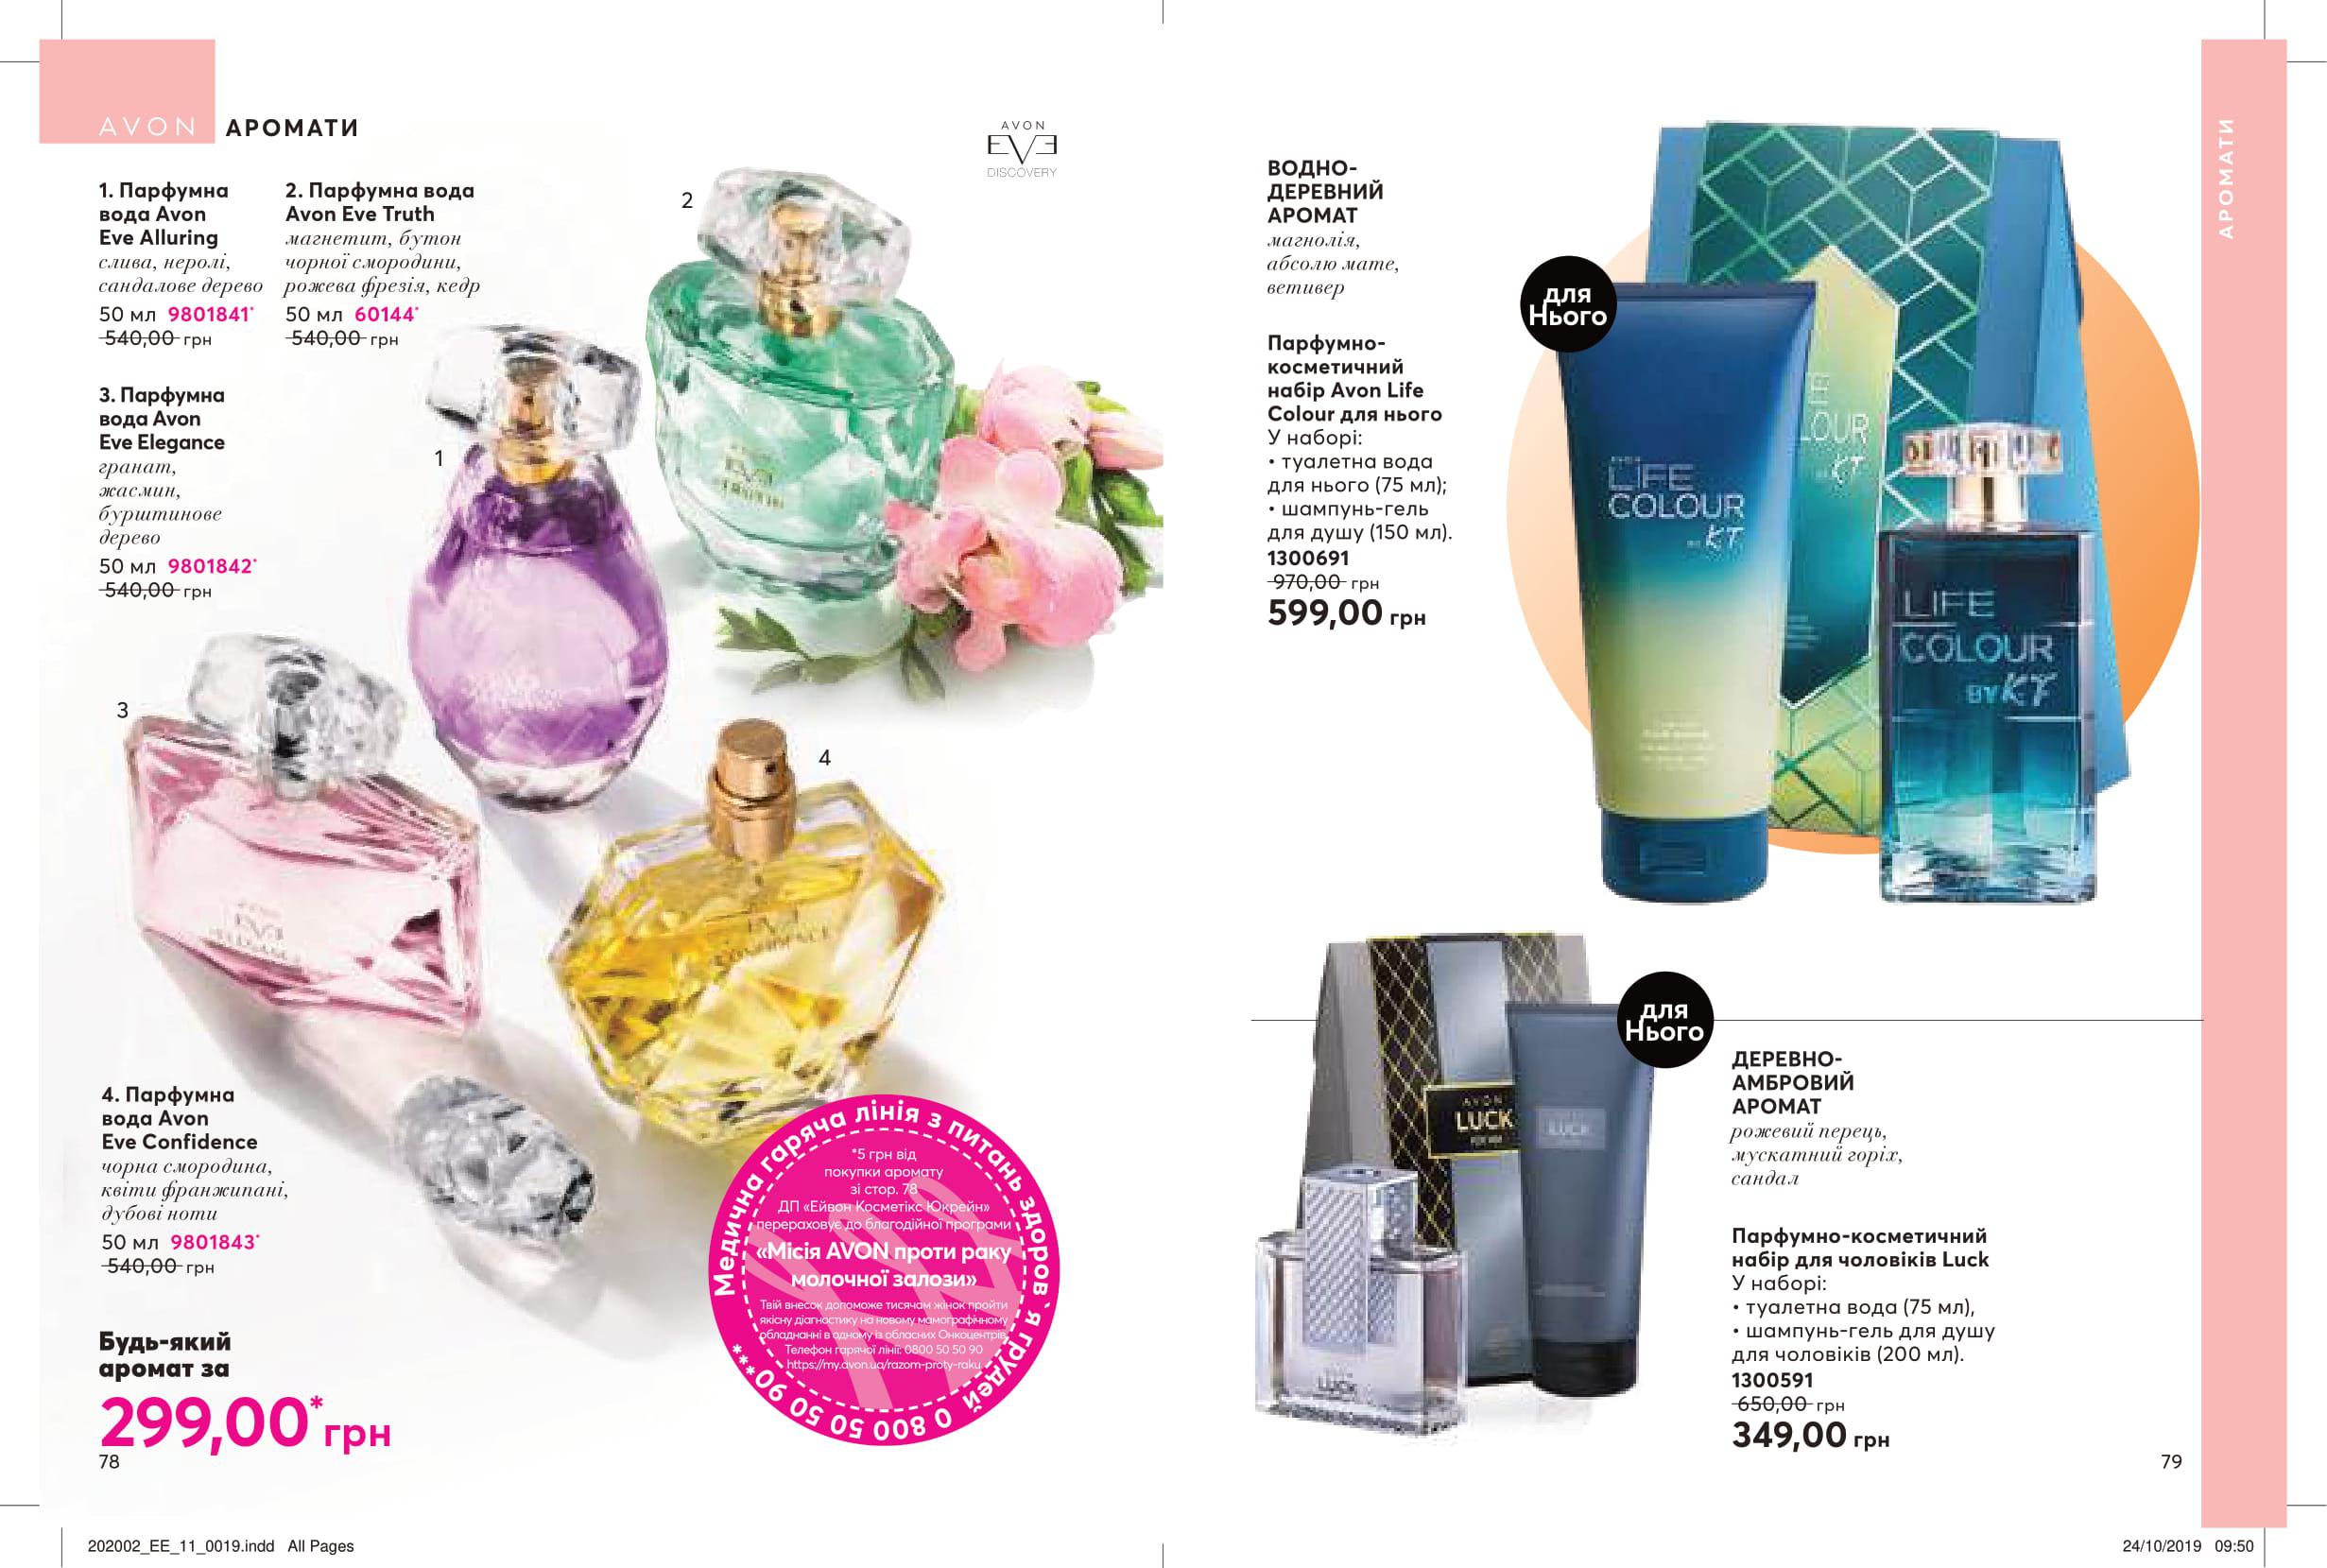 AVON АРОМАТИ
AVON
EVE
DISCOVERY
1. Парфумна
вода Avon
Eve Alluring
слива, неролі,
сандалове дерево
50 мл 9801841*
540,00 грн
2. Парфумна вода
Avon Eve Truth
магнетит, бутон
чорної смородини,
рожева фрезія, кедр
50 мл 60144*
540,00 грн
3. Парфумна
вода Avon
Eve Elegance
гранат,
жасмин,
бурштинове
дерево
50 мл 9801842*
540,00 грн
1
2
3
4
EVE
CONFIDENCE
4. Парфумна
вода Avon
Eve Confidence
чорна смородина,
квіти франжипані,
дубові ноти
50 мл 9801843*
540,00 грн
Будь-який
аромат за
299,00* грн
78
Медична гаряча лінія з питань здоров`я грудей 0 800 50 50 90***
*5 грн від
покупки аромату
зі стор. 78
ДП «Ейвон Косметікс Юкрейн»
перераховує до благодійної програми
«Місія AVON проти раку
молочної залози»
Твій внесок допоможе тисячам жінок пройти
якісну діагностику на новому мамографічному
обладнанні в одному із обласних Онкоцентрів.
Телефон гарячої лінії: 0800 50 50 90
https://my.avon.ua/razom-proty-raku
ВОДНО-
ДЕРЕВНИЙ
АРОМАТ
магнолія,
абсолю мате,
ветивер
Парфумно-
косметичний
набір Avon Life
Colour для нього
У наборі:
• туалетна вода
для нього (75 мл);
• шампунь-гель
для душу (150 мл).
1300691
970,00 грн
599,00 грн
для
Нього
LIFE
COLOUR
BY KT
LIFE
COLOUR
BY KT
для
Нього
AVON
LUCK
FOR HIM
LUCK
LUCK
ДЕРЕВНО-
АМБРОВИЙ
АРОМАТ
рожевий перець,
мускатний горіх,
сандал
Парфумно-косметичний
набір для чоловіків Luck
У наборі:
• туалетна вода (75 мл),
• шампунь-гель для душу
для чоловіків (200 мл).
1300591
650,00 грн
349,00 грн
79
АРОМАТИ
202002_EE_11_0019.indd All Pages
24/10/2019 09:50